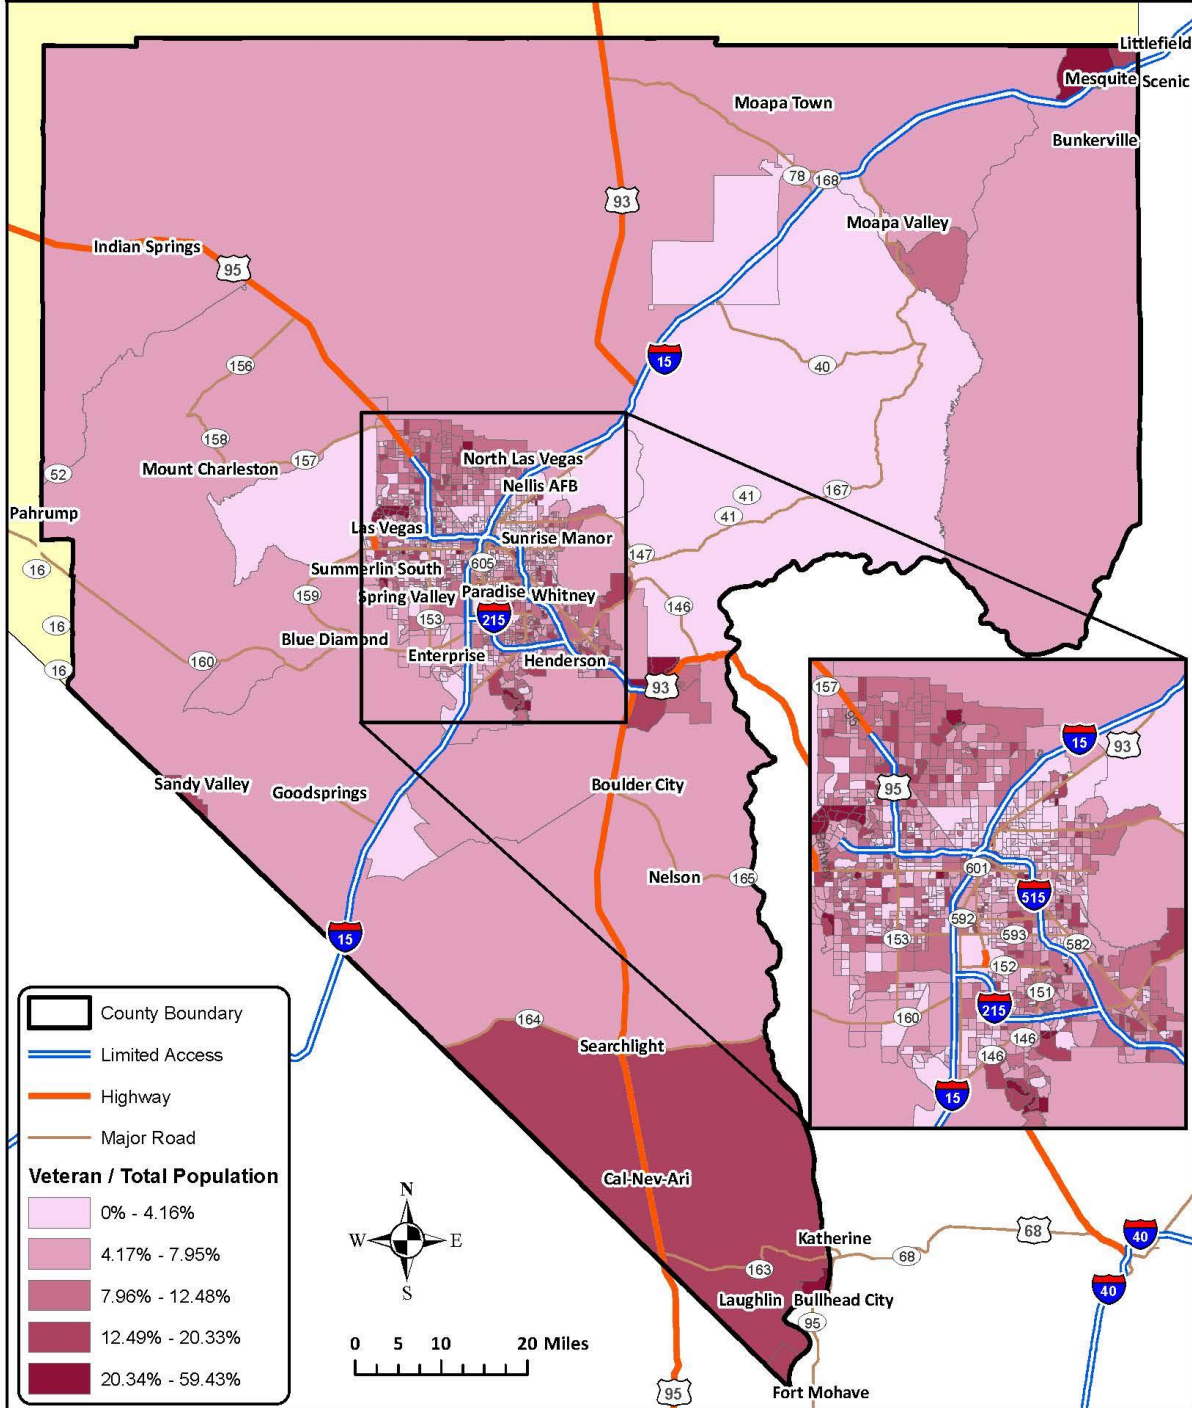 Littlefield
Mesquite
Scenic
Moapa Town
Bunkerville
78
168
93
Moapa Valley
Indian Springs
95
15
156
40
158
157
North Las Vegas
52
Mount Charleston
Nellis AFB
41
167
Pahrump
41
Las Vegas
Sunrise Manor
147
16
Summerlin South
605
159
Spring Valley
Paradise
Whitney
146
153
215
16
Blue Diamond
160
Enterprise
Henderson
16
93
157
95
15
93
Sandy Valley
Goodsprings
Boulder City
95
Beltway
601
Nelson
165
515
592
153
593
582
15
152
151
160
215
164
146
Searchlight
146
15
County Boundary
Limited Access
Highway
Major Road
Veteran / Total Population
0% - 4.16%
4.17% - 7.95%
7.96% - 12.48%
12.49% - 20.33%
20.34% - 59.43%
Cal-Nev-Ari
N
W
E
S
Katherine
68
68
40
163
40
Laughlin
Bullhead City
95
0
5
10
20 Miles
95
Fort Mohave